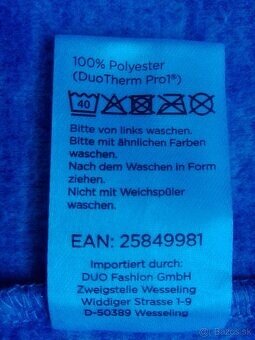 100% Polyester
(DuoTherm Pro1®)
40
Bitte von links waschen.
Bitte mit ähnlichen Farben
waschen.
Nach dem Waschen in Form
ziehen.
Nicht mit Weichspüler
waschen.
EAN: 25849981
Importiert durch:
DUO Fashion GmbH
Zweigstelle Wesseling
Widdiger Strasse 1-9
D-50389 Wesseling
Bazos.sk